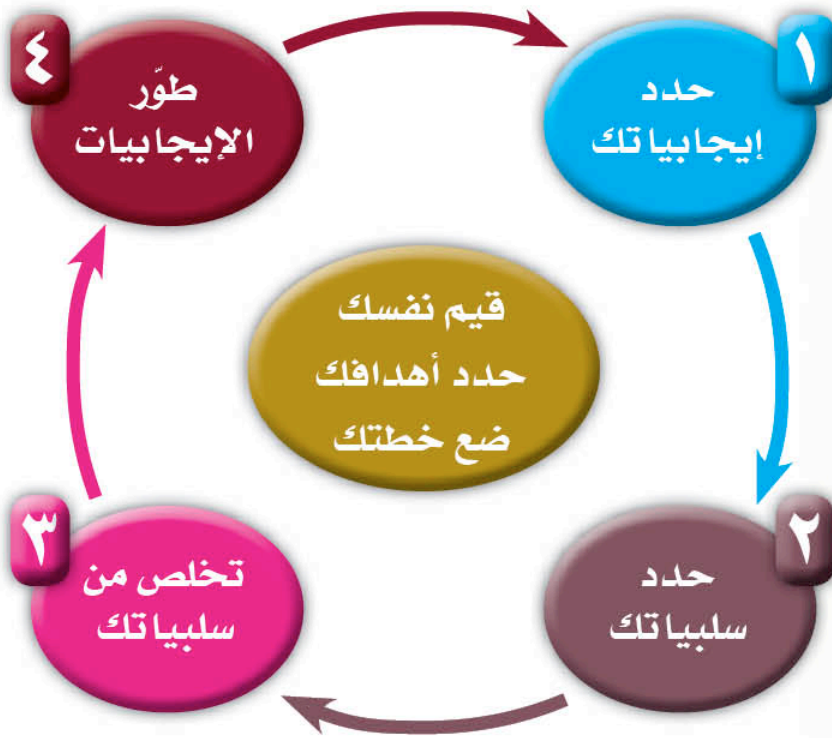 ١
حدد
إيجابياتك
٢
حدد
سلبياتك
٣
تخلص من
سلبياتك
٤
طوّر
الإيجابيات
قيم نفسك
حدد أهدافك
ضع خطتك